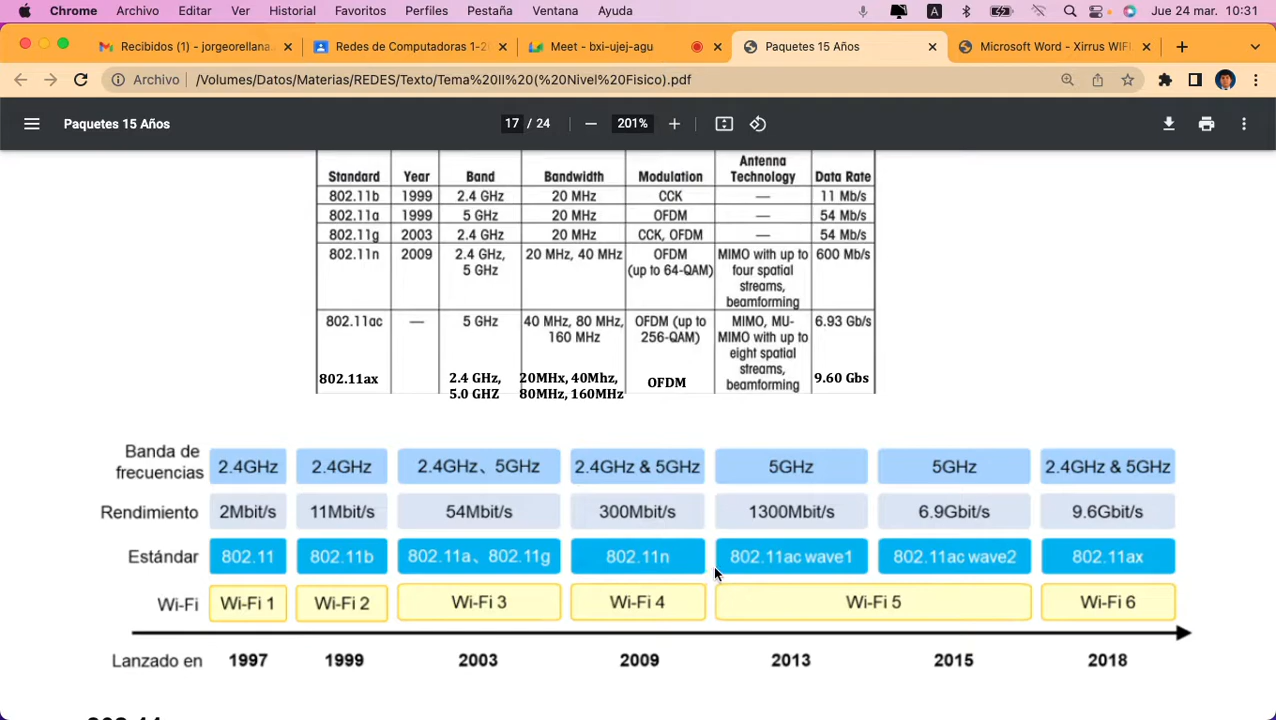 Chrome Archivo Editar Ver Historial Favoritos Perfiles Pestaña Ventana Ayuda A Jue 24 mar. 10:31
Recibidos (1) - jorgeorellana. Redes de Computadoras 1-2 Meet - bxi-ujej-agu Paquetes 15 Años Microsoft Word - Xirrus WIFI
Archivo /Volumes/Datos/Materias/REDES/Texto/Tema%20II%20(%20Nivel%20Fisico).pdf
Paquetes 15 Años 17 / 24 201%
Standard Year Band Bandwidth Modulation Antenna Technology Data Rate
802.11b 1999 2.4 GHz 20 MHz CCK — 11 Mb/s
802.11a 1999 5 GHz 20 MHz OFDM — 54 Mb/s
802.11g 2003 2.4 GHz 20 MHz CCK, OFDM — 54 Mb/s
802.11n 2009 2.4 GHz, 20 MHz, 40 MHz OFDM MIMO with up to 600 Mb/s
5 GHz (up to 64-QAM) four spatial
streams,
beamforming
802.11ac — 5 GHz 40 MHz, 80 MHz, OFDM (up to MIMO, MU- 6.93 Gb/s
160 MHz 256-QAM) MIMO with up to
eight spatial
streams,
beamforming
802.11ax 2.4 GHz, 20MHx, 40Mhz, OFDM 9.60 Gbs
5.0 GHZ 80MHz, 160MHz
Banda de
frecuencias 2.4GHz 2.4GHz 2.4GHz、5GHz 2.4GHz & 5GHz 5GHz 5GHz 2.4GHz & 5GHz
Rendimiento 2Mbit/s 11Mbit/s 54Mbit/s 300Mbit/s 1300Mbit/s 6.9Gbit/s 9.6Gbit/s
Estándar 802.11 802.11b 802.11a、802.11g 802.11n 802.11ac wave1 802.11ac wave2 802.11ax
Wi-Fi Wi-Fi 1 Wi-Fi 2 Wi-Fi 3 Wi-Fi 4 Wi-Fi 5 Wi-Fi 6
Lanzado en 1997 1999 2003 2009 2013 2015 2018